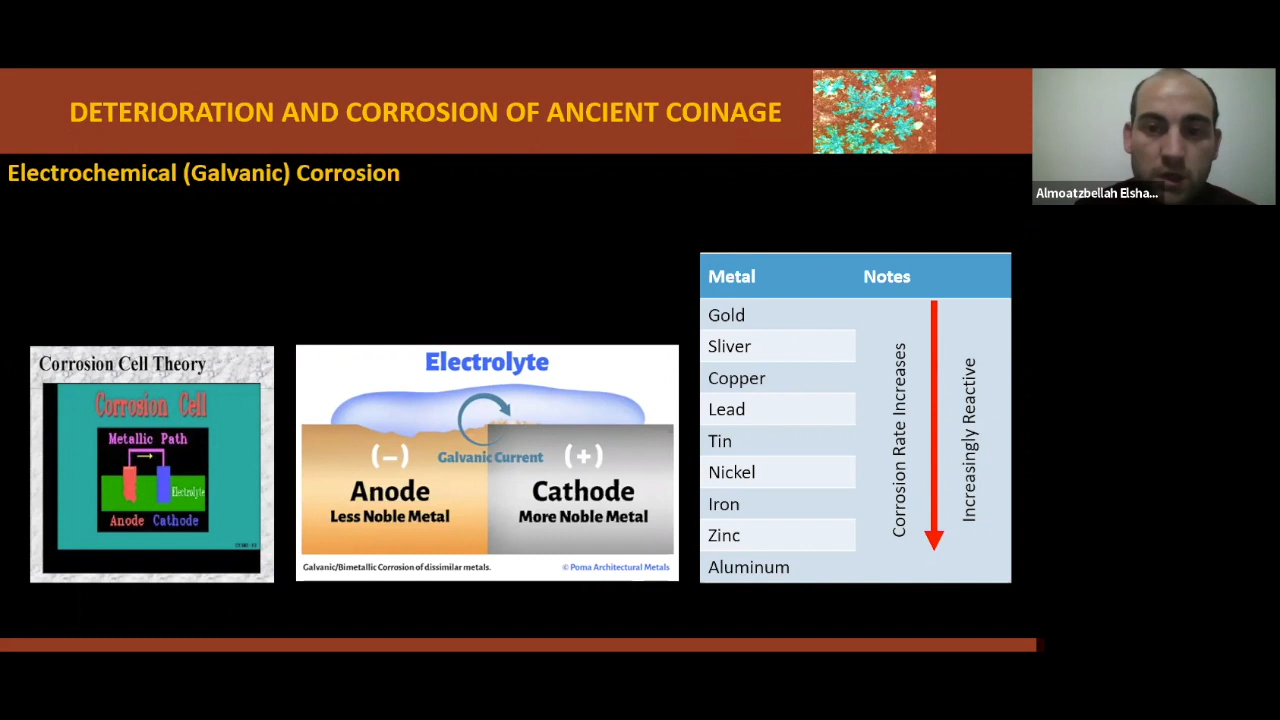 DETERIORATION AND CORROSION OF ANCIENT COINAGE
Almoatzbellah Elsha...
Electrochemical (Galvanic) Corrosion
Corrosion Cell Theory
Corrosion Cell
Metallic Path
Electrolyte
Anode Cathode
Electrolyte
Galvanic Current
(-)
Anode
Less Noble Metal
(+)
Cathode
More Noble Metal
Galvanic/Bimetallic Corrosion of dissimilar metals.
© Poma Architectural Metals
Metal Notes
Gold
Sliver
Copper
Lead
Tin
Nickel
Iron
Zinc
Aluminum
Corrosion Rate Increases
Increasingly Reactive